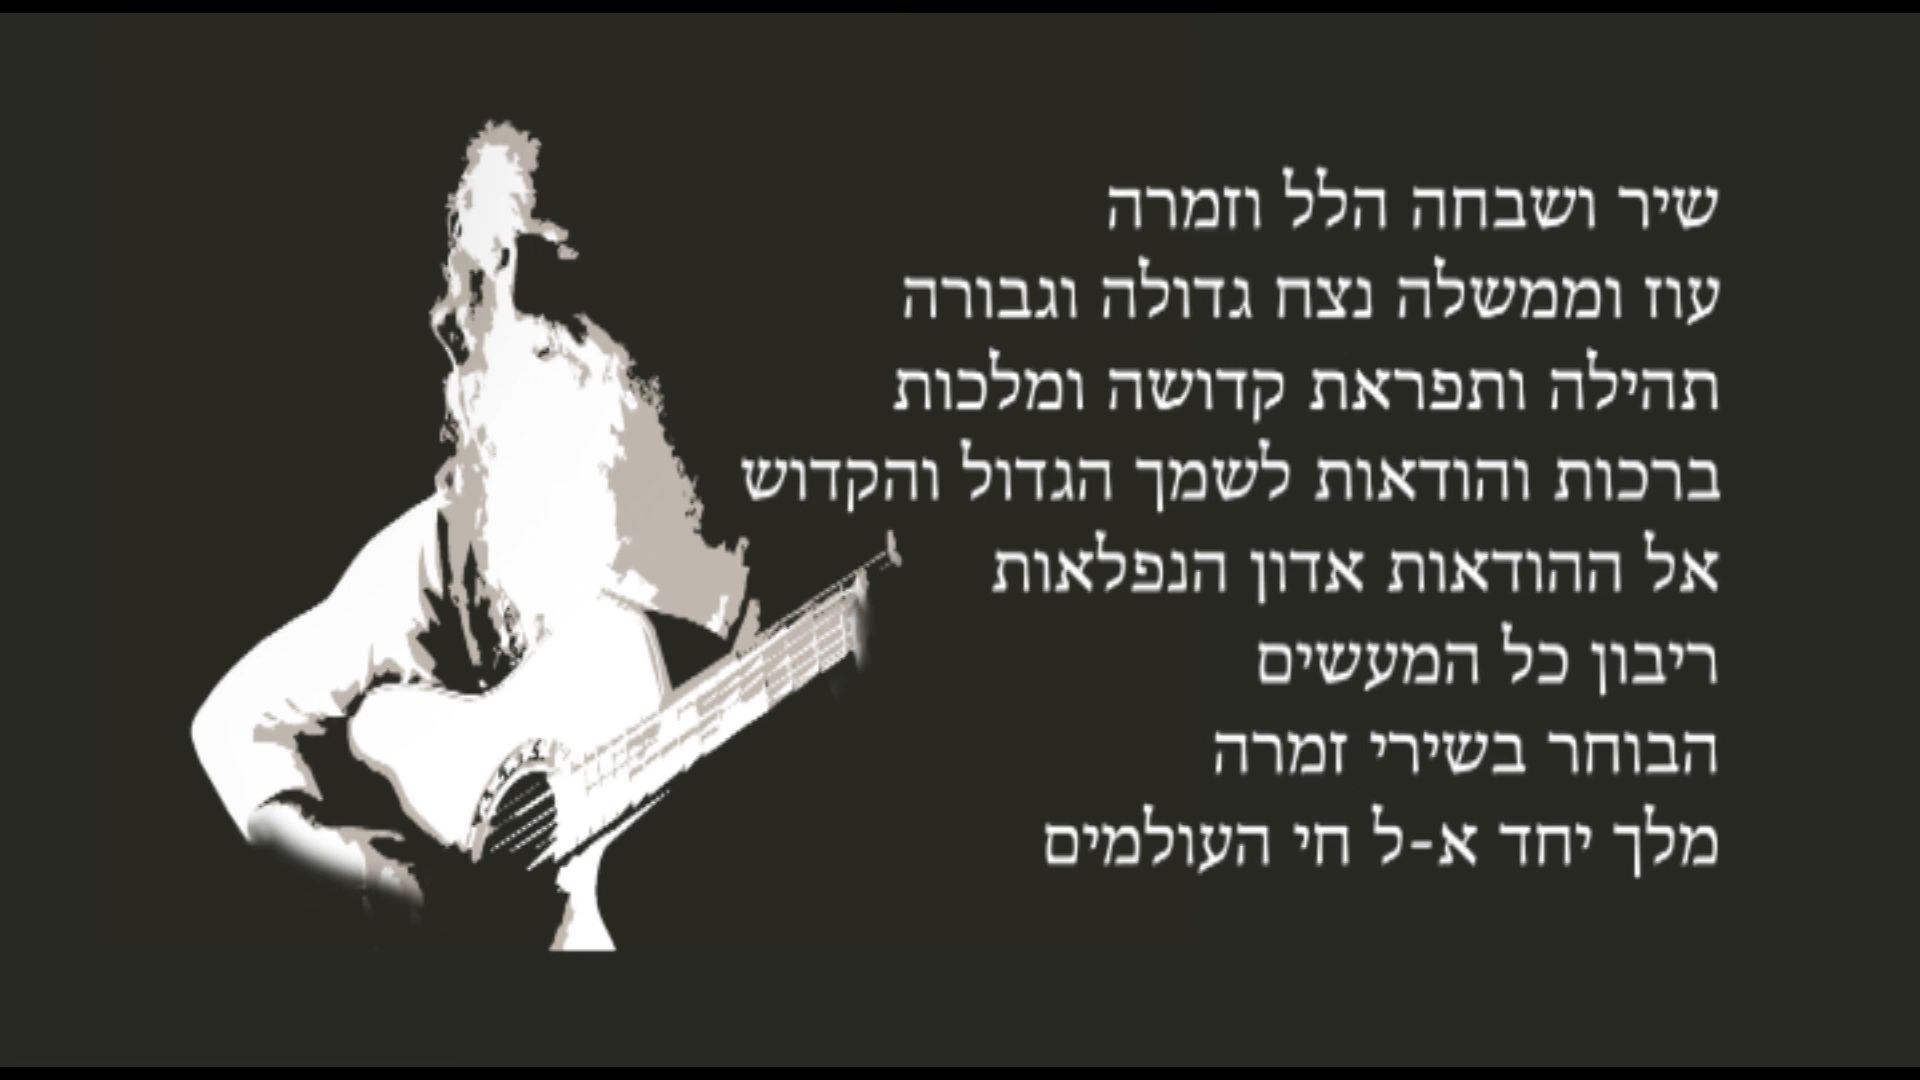 שיר ושבחה הלל וזמרה
עוז וממשלה נצח גדולה וגבורה
תהילה ותפראת קדושה ומלכות
ברכות והודאות לשמך הגדול והקדוש
אל ההודאות אדון הנפלאות
ריבון כל המעשים
הבוחר בשירי זמרה
מלך יחד א-ל חי העולמים